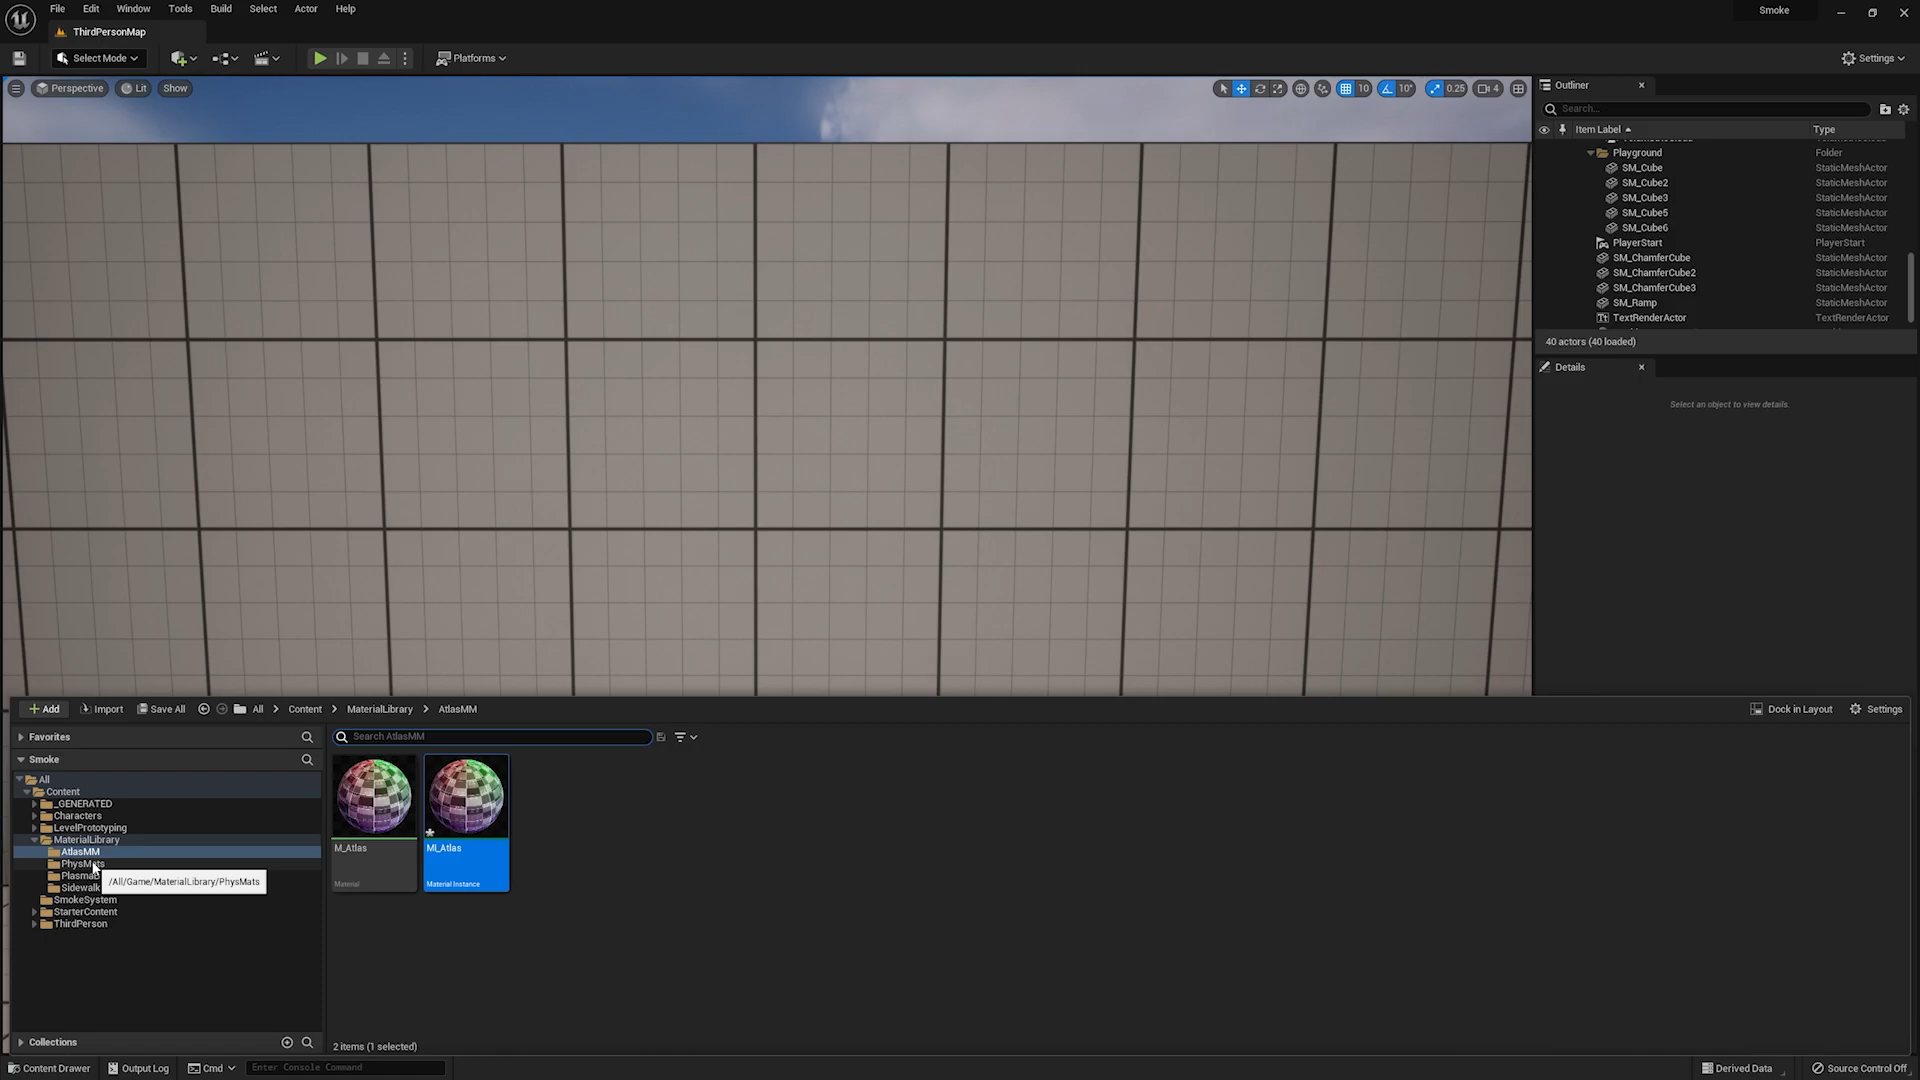 File Edit Window Tools Build Select Actor Help
Smoke
ThirdPersonMap
Select Mode
Platforms
Settings
Perspective
Lit
Show
10
10°
0.25
4
Outliner
Search...
Item Label
Type
Playground Folder
SM_Cube StaticMeshActor
SM_Cube2 StaticMeshActor
SM_Cube3 StaticMeshActor
SM_Cube5 StaticMeshActor
SM_Cube6 StaticMeshActor
PlayerStart PlayerStart
SM_ChamferCube StaticMeshActor
SM_ChamferCube2 StaticMeshActor
SM_ChamferCube3 StaticMeshActor
SM_Ramp StaticMeshActor
TextRenderActor TextRenderActor
40 actors (40 loaded)
Details
Select an object to view details.
Add Import Save All All > Content > MaterialLibrary > AtlasMM
Dock in Layout Settings
Favorites
Search AtlasMM
Smoke
All
Content
_GENERATED
Characters
LevelPrototyping
MaterialLibrary
AtlasMM
PhysMats
/All/Game/MaterialLibrary/PhysMats
Sidewalk
SmokeSystem
StarterContent
ThirdPerson
M_Atlas
Material
MI_Atlas
Material Instance
Collections
2 items (1 selected)
Content Drawer
Output Log
Cmd
Enter Console Command
Derived Data
Source Control Off